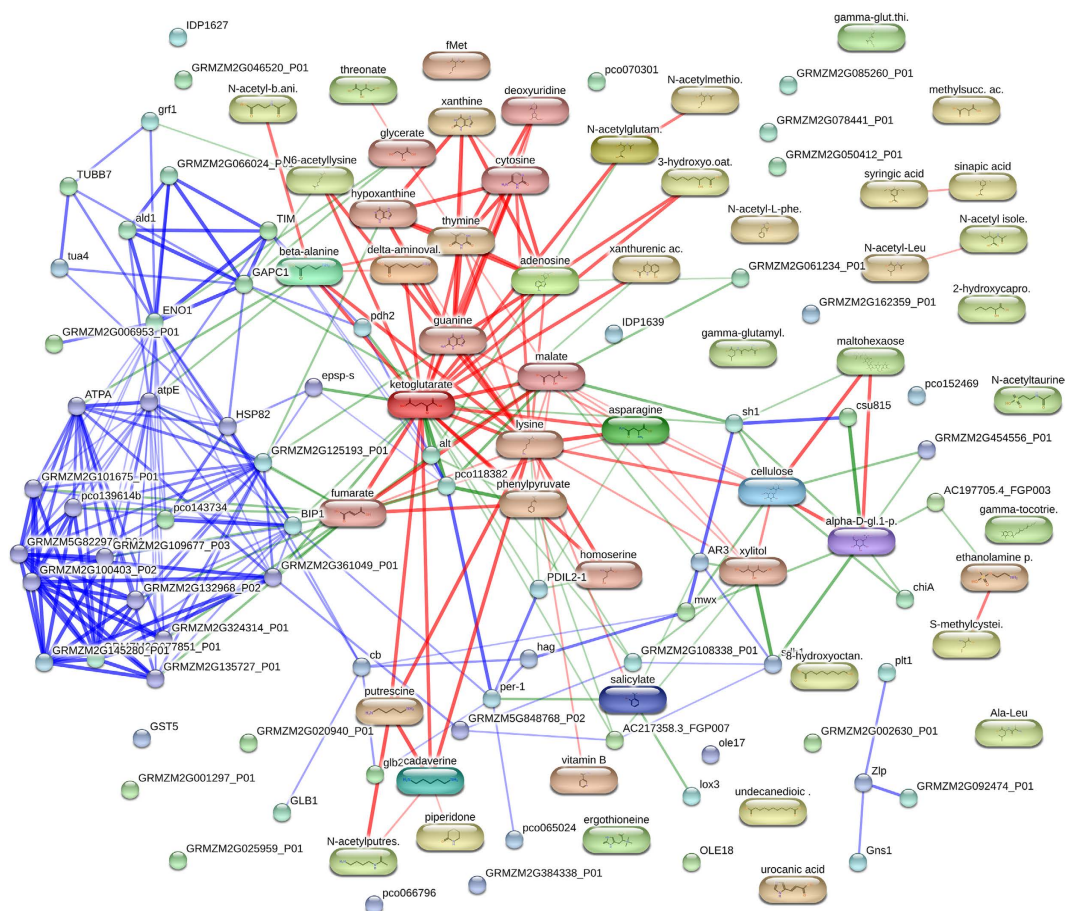 IDP1627
gamma-glut.thi.
fMet
GRMZM2G046520_P01
threonate
pco070301
GRMZM2G085260_P01
N-acetyl-b.ani.
N-acetylmethio.
methylsucc. ac.
xanthine
deoxyuridine
grf1
GRMZM2G078441_P01
glycerate
N-acetylglutam.
GRMZM2G066024_P
N6-acetyllysine
cytosine
3-hydroxyo.oat.
GRMZM2G050412_P01
syringic acid
sinapic acid
TUBB7
hypoxanthine
N-acetyl-L-phe.
N-acetyl isole.
ald1
TIM
thymine
beta-alanine
delta-aminoval.
adenosine
xanthurenic ac.
N-acetyl-Leu
tua4
GAPC1
GRMZM2G061234_P01
ENO1
pdh2
GRMZM2G162359_P01
2-hydroxycapro.
GRMZM2G006953_P01
guanine
IDP1639
gamma-glutamyl.
malate
maltohexaose
epsp-s
ketoglutarate
pco152469
N-acetyltaurine
ATPA
atpE
HSP82
lysine
asparagine
sh1
csu815
alt
GRMZM2G454556_P01
GRMZM2G125193_P01
GRMZM2G101675_P01
pco118382
cellulose
pco139614b
phenylpyruvate
AC197705.4_FGP003
pco143734
fumarate
alpha-D-gl.1-p.
gamma-tocotrie.
BIP1
GRMZM5G82297
GRMZM2G109677_P03
homoserine
AR3
xylitol
ethanolamine p.
GRMZM2G100403_P02
GRMZM2G361049_P01
PDIL2-1
GRMZM2G132968_P02
mwx
chiA
GRMZM2G324314_P01
S-methylcystei.
GRMZM2G145280_P01
77851_P01
hag
GRMZM2G108338_P01
8-hydroxyoctan.
GRMZM2G135727_P01
cb
plt1
putrescine
per-1
salicylate
GST5
GRMZM2G020940_P01
GRMZM5G848768_P02
AC217358.3_FGP007
GRMZM2G002630_P01
Ala-Leu
ole17
GRMZM2G001297_P01
cadaverine
vitamin B
Zlp
GRMZM2G092474_P01
GLB1
lox3
undecanedioic .
piperidone
ergothioneine
N-acetylputres.
pco065024
GRMZM2G025959_P01
OLE18
Gns1
GRMZM2G384338_P01
urocanic acid
pco066796